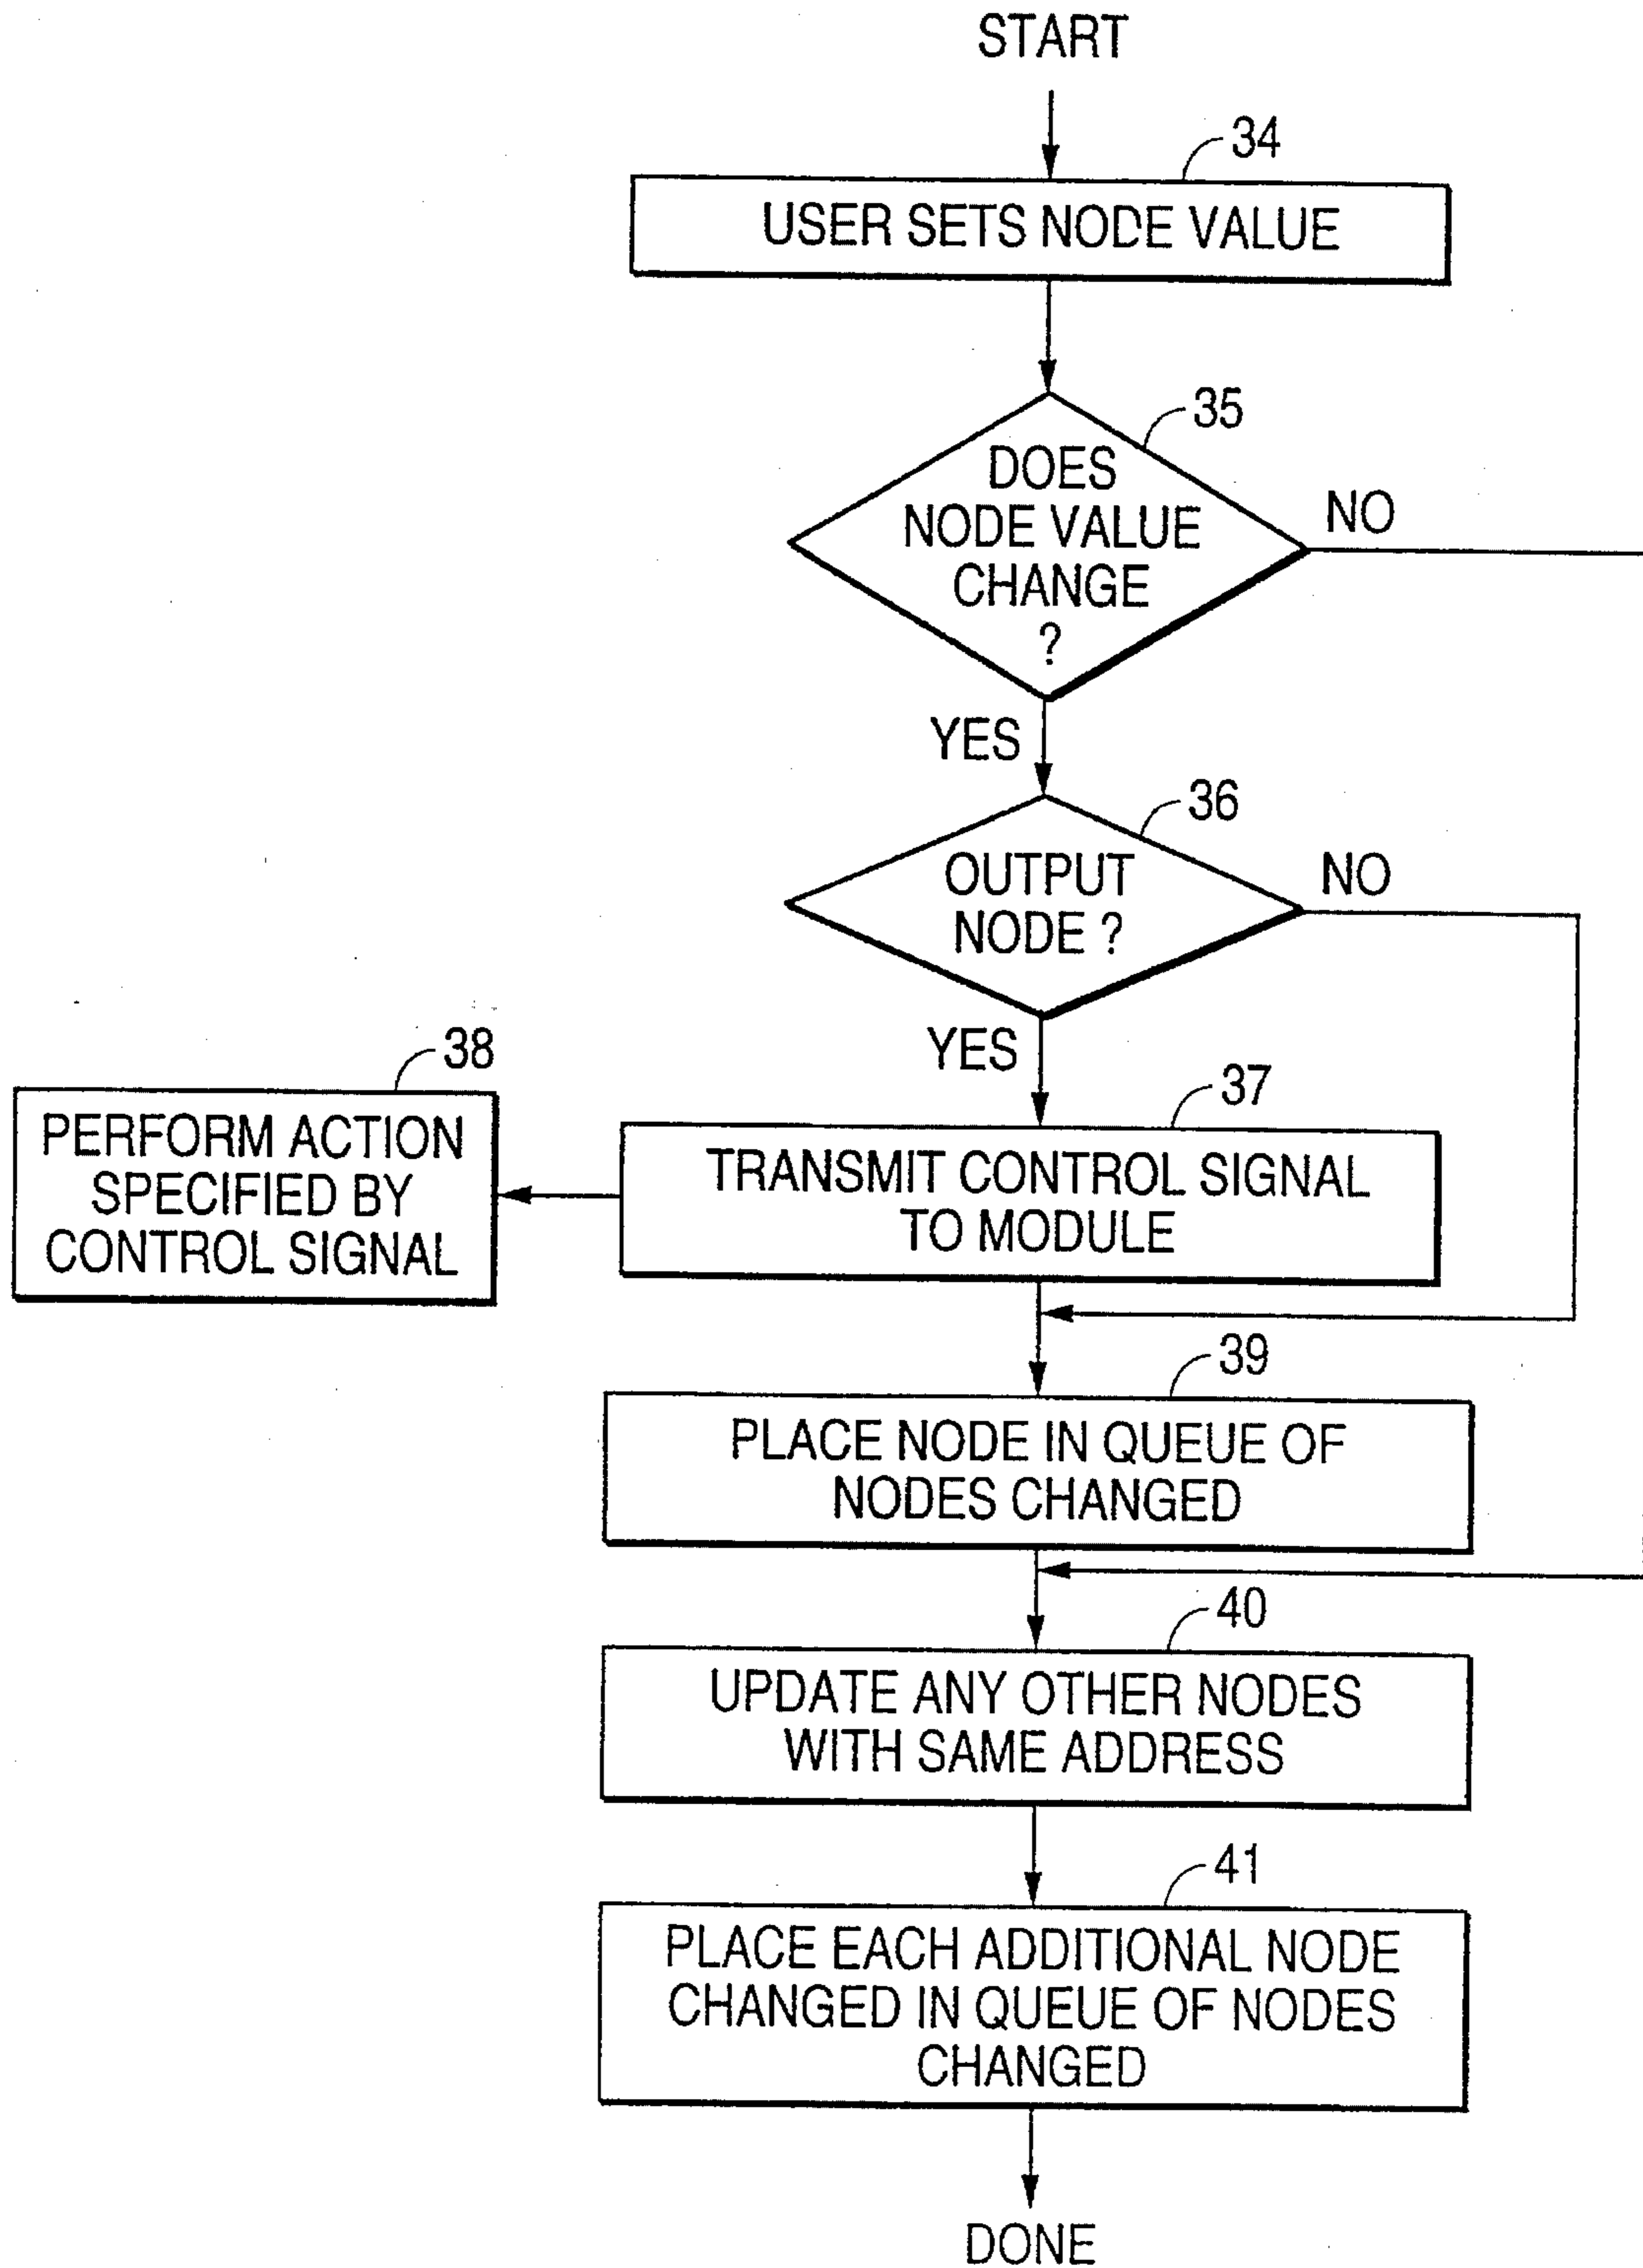 START
34
USER SETS NODE VALUE
35
DOES
NODE VALUE
CHANGE
?
NO
YES
36
OUTPUT
NODE ?
NO
YES
38
PERFORM ACTION
SPECIFIED BY
CONTROL SIGNAL
37
TRANSMIT CONTROL SIGNAL
TO MODULE
39
PLACE NODE IN QUEUE OF
NODES CHANGED
40
UPDATE ANY OTHER NODES
WITH SAME ADDRESS
41
PLACE EACH ADDITIONAL NODE
CHANGED IN QUEUE OF NODES
CHANGED
DONE